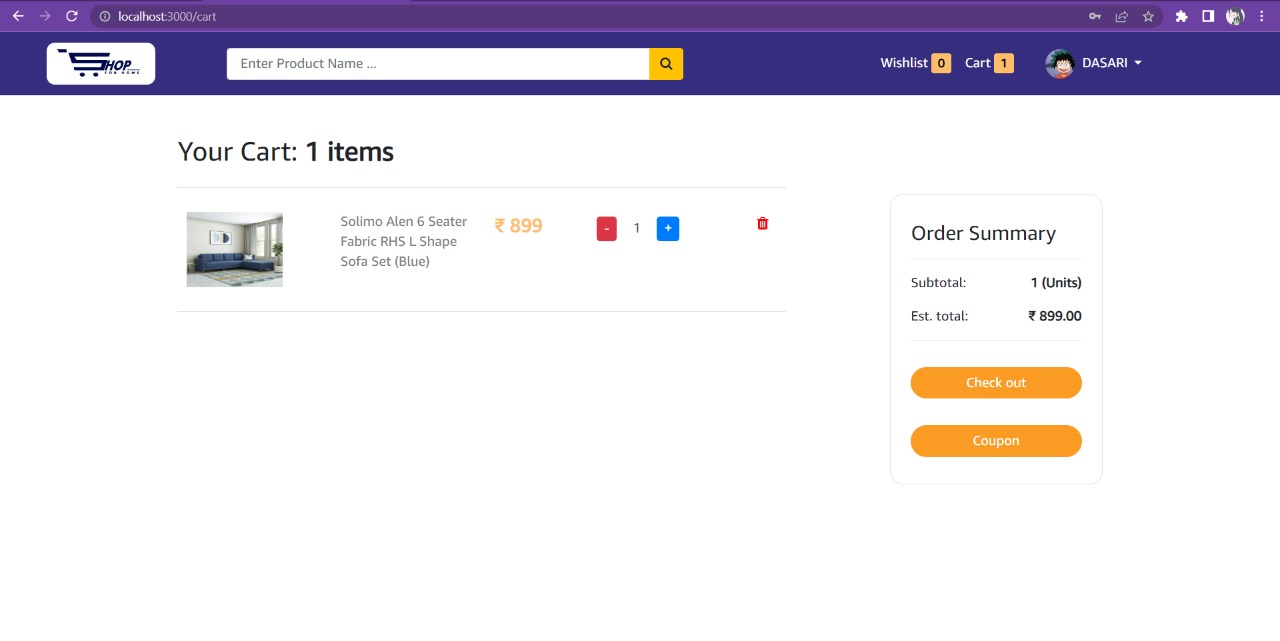 localhost:3000/cart
HOP
FOR HOME
Enter Product Name ...
Wishlist 0 Cart 1 DASARI
Your Cart: 1 items
Solimo Alen 6 Seater
Fabric RHS L Shape
Sofa Set (Blue)
₹ 899
- 1 +
Order Summary
Subtotal: 1 (Units)
Est. total: ₹ 899.00
Check out
Coupon